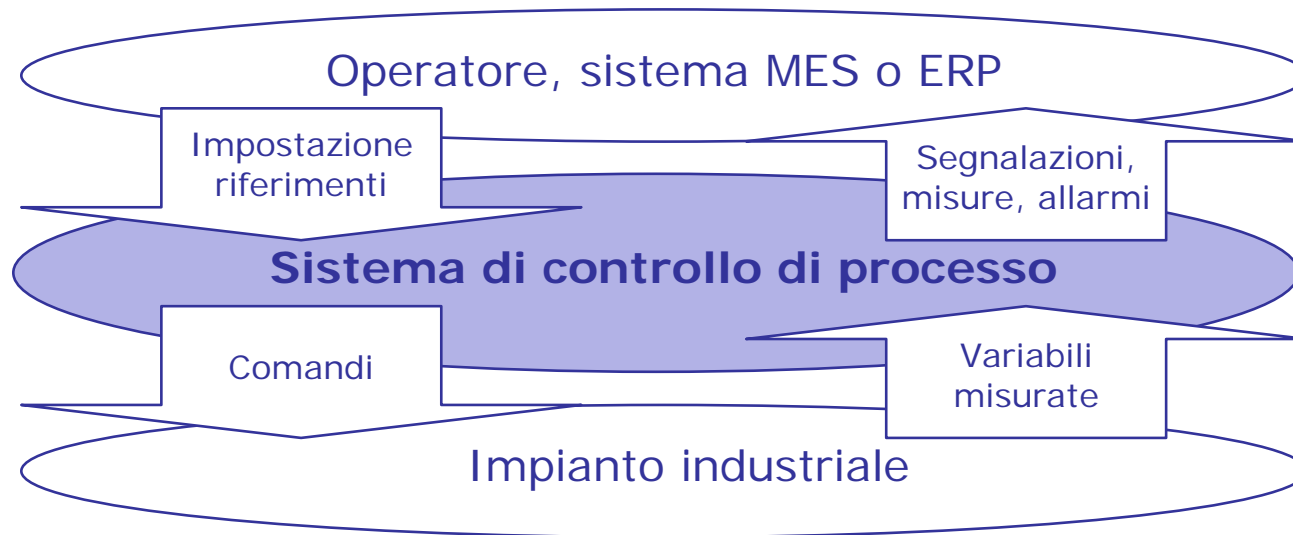 Operatore, sistema MES o ERP
Impostazione
riferimenti
Segnalazioni,
misure, allarmi
Sistema di controllo di processo
Comandi
Variabili
misurate
Impianto industriale